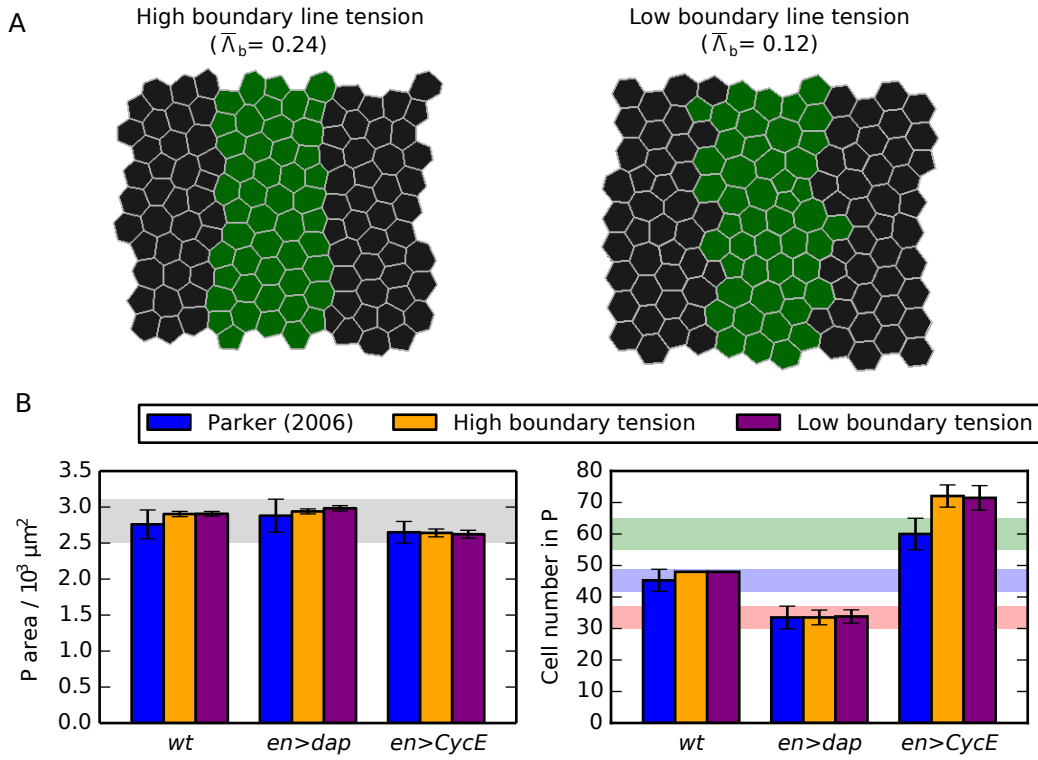 A
High boundary line tension
(Λ̅b= 0.24)
Low boundary line tension
(Λ̅b= 0.12)
B
Parker (2006)
High boundary tension
Low boundary tension
P area / 10³ μm²
3.5
3.0
2.5
2.0
1.5
1.0
0.5
0.0
wt
en>dap
en>CycE
Cell number in P
80
70
60
50
40
30
20
10
0
wt
en>dap
en>CycE